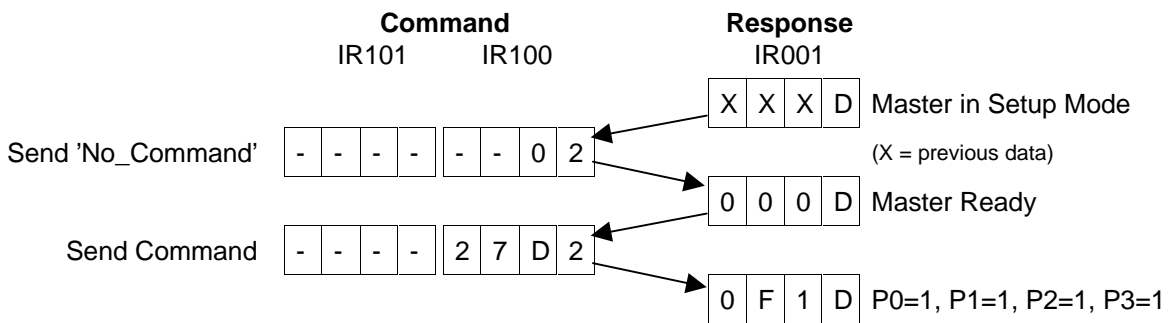 Command Response
IR101 IR100 IR001
X X X D Master in Setup Mode
Send 'No_Command' - - - - - - 0 2 (X = previous data)
0 0 0 D Master Ready
Send Command - - - - 2 7 D 2
0 F 1 D P0=1, P1=1, P2=1, P3=1